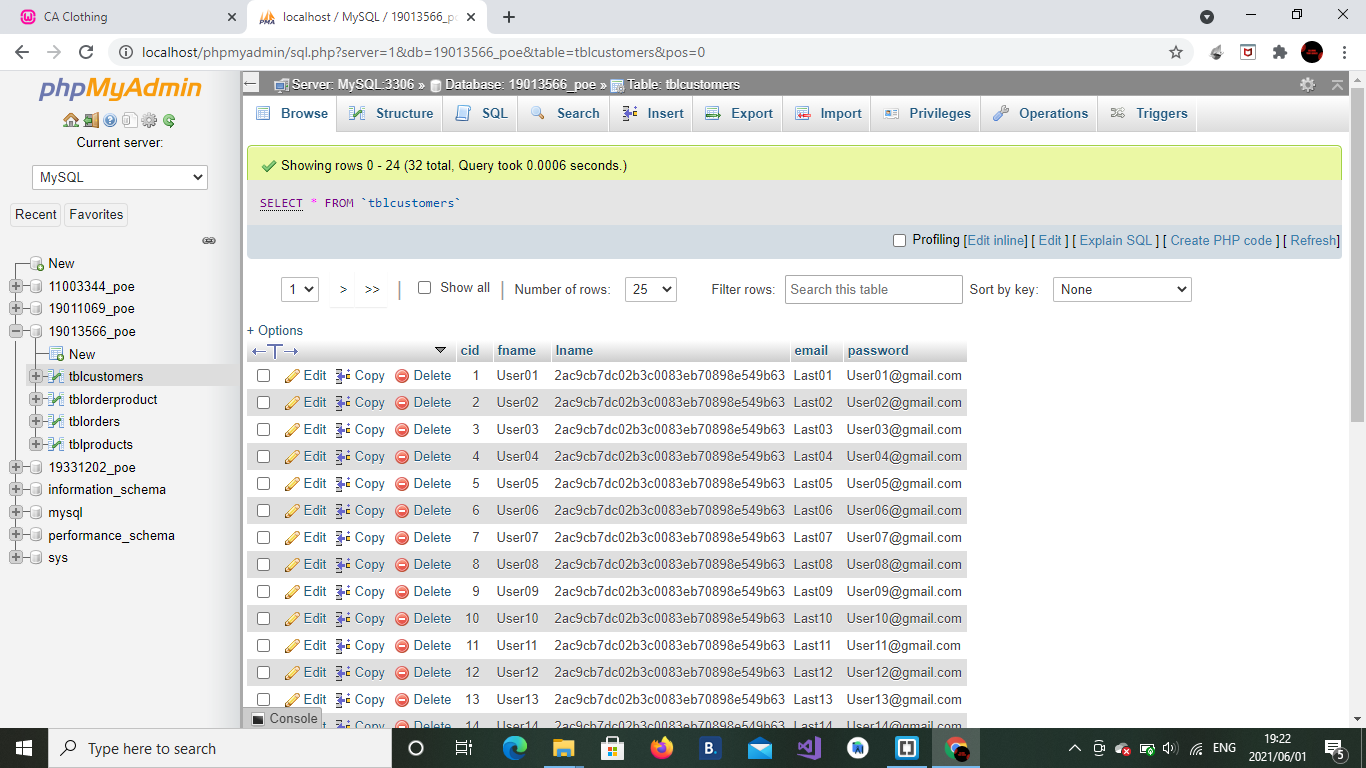 CA Clothing
localhost / MySQL / 19013566_po
localhost/phpmyadmin/sql.php?server=1&db=19013566_poe&table=tblcustomers&pos=0
phpMyAdmin
Current server:
MySQL
Recent Favorites
New
11003344_poe
19011069_poe
19013566_poe
New
tblcustomers
tblorderproduct
tblorders
tblproducts
19331202_poe
information_schema
mysql
performance_schema
sys
Server: MySQL:3306 » Database: 19013566_poe » Table: tblcustomers
Browse Structure SQL Search Insert Export Import Privileges Operations Triggers
Showing rows 0 - 24 (32 total, Query took 0.0006 seconds.)
SELECT * FROM `tblcustomers`
Profiling [Edit inline] [ Edit ] [ Explain SQL ] [ Create PHP code ] [ Refresh]
1 > >> | Show all | Number of rows: 25 Filter rows: Search this table Sort by key: None
+ Options
←T→ cid fname lname email password
Edit Copy Delete 1 User01 2ac9cb7dc02b3c0083eb70898e549b63 Last01 User01@gmail.com
Edit Copy Delete 2 User02 2ac9cb7dc02b3c0083eb70898e549b63 Last02 User02@gmail.com
Edit Copy Delete 3 User03 2ac9cb7dc02b3c0083eb70898e549b63 Last03 User03@gmail.com
Edit Copy Delete 4 User04 2ac9cb7dc02b3c0083eb70898e549b63 Last04 User04@gmail.com
Edit Copy Delete 5 User05 2ac9cb7dc02b3c0083eb70898e549b63 Last05 User05@gmail.com
Edit Copy Delete 6 User06 2ac9cb7dc02b3c0083eb70898e549b63 Last06 User06@gmail.com
Edit Copy Delete 7 User07 2ac9cb7dc02b3c0083eb70898e549b63 Last07 User07@gmail.com
Edit Copy Delete 8 User08 2ac9cb7dc02b3c0083eb70898e549b63 Last08 User08@gmail.com
Edit Copy Delete 9 User09 2ac9cb7dc02b3c0083eb70898e549b63 Last09 User09@gmail.com
Edit Copy Delete 10 User10 2ac9cb7dc02b3c0083eb70898e549b63 Last10 User10@gmail.com
Edit Copy Delete 11 User11 2ac9cb7dc02b3c0083eb70898e549b63 Last11 User11@gmail.com
Edit Copy Delete 12 User12 2ac9cb7dc02b3c0083eb70898e549b63 Last12 User12@gmail.com
Edit Copy Delete 13 User13 2ac9cb7dc02b3c0083eb70898e549b63 Last13 User13@gmail.com
Copy Delete 14 User14 2ac9cb7dc02b3c0083eb70898e549b63 Last14 User14@gmail.com
Console
Type here to search
B.
ENG
19:22
2021/06/01
5